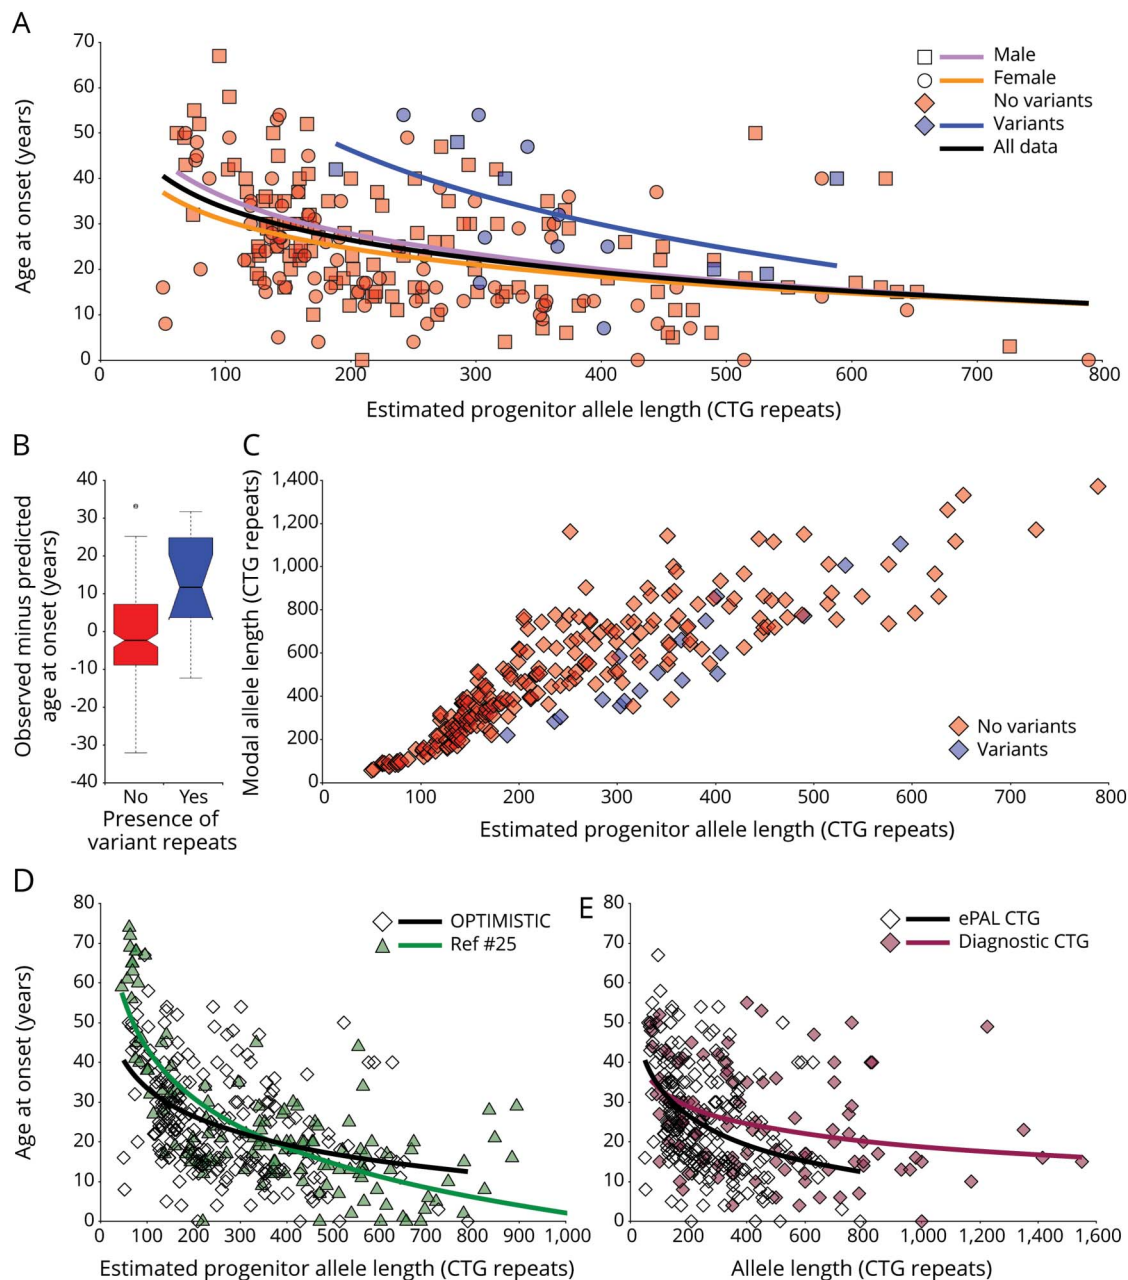 A
Age at onset (years)
70
60
50
40
30
20
10
0
0 100 200 300 400 500 600 700 800
Estimated progenitor allele length (CTG repeats)
Male
Female
No variants
Variants
All data
B
Observed minus predicted
age at onset (years)
40
30
20
10
0
-10
-20
-30
-40
No Yes
Presence of
variant repeats
C
Modal allele length (CTG repeats)
1,400
1,200
1,000
800
600
400
200
0
0 100 200 300 400 500 600 700 800
Estimated progenitor allele length (CTG repeats)
No variants
Variants
D
Age at onset (years)
80
70
60
50
40
30
20
10
0
0 100 200 300 400 500 600 700 800 900 1,000
Estimated progenitor allele length (CTG repeats)
OPTIMISTIC
Ref #25
E
80
70
60
50
40
30
20
10
0
0 200 400 600 800 1,000 1,200 1,400 1,600
Allele length (CTG repeats)
ePAL CTG
Diagnostic CTG